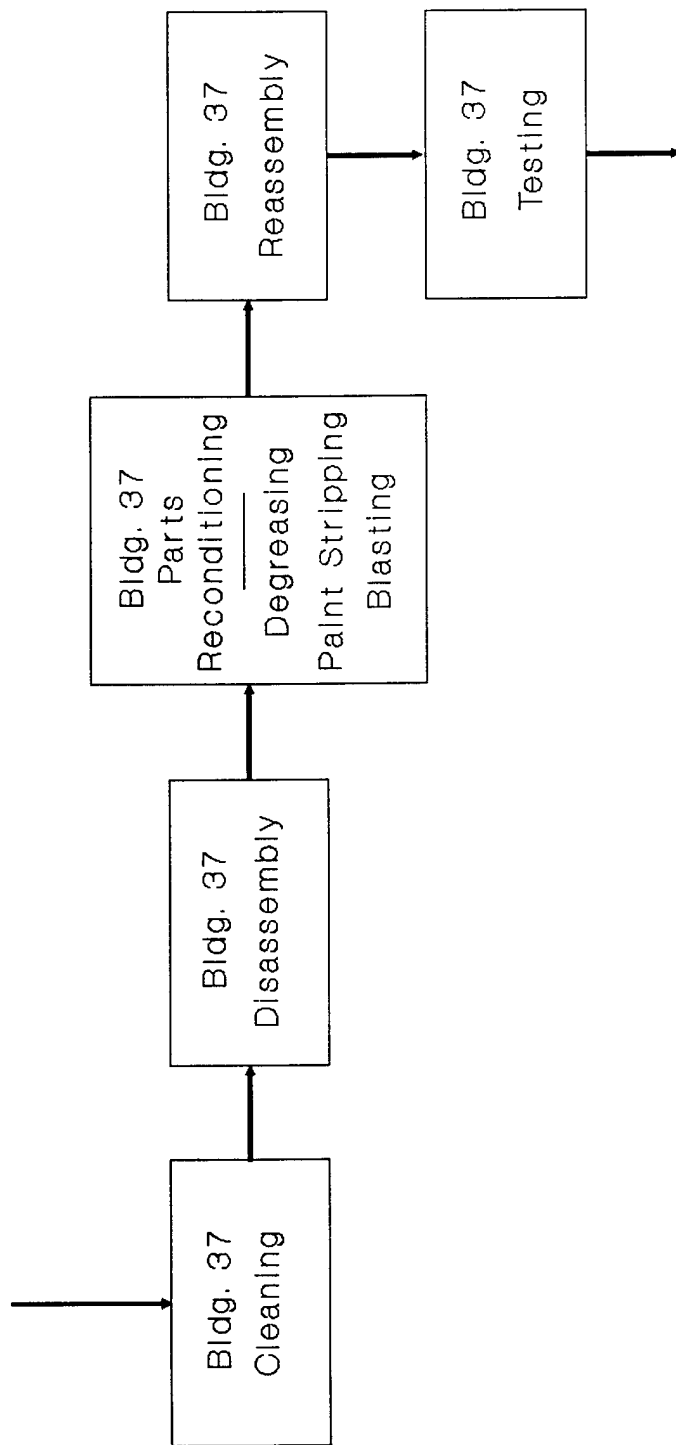 Bldg. 37
Cleaning
Bldg. 37
Disassembly
Bldg. 37
Parts
Reconditioning
Degreasing
Paint Stripping
Blasting
Bldg. 37
Reassembly
Bldg. 37
Testing